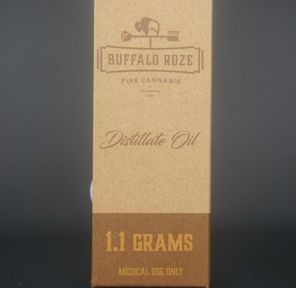 BUFFALO ROZE
FINE CANNABIS
Distillate Oil
1.1 GRAMS
MEDICAL USE ONLY